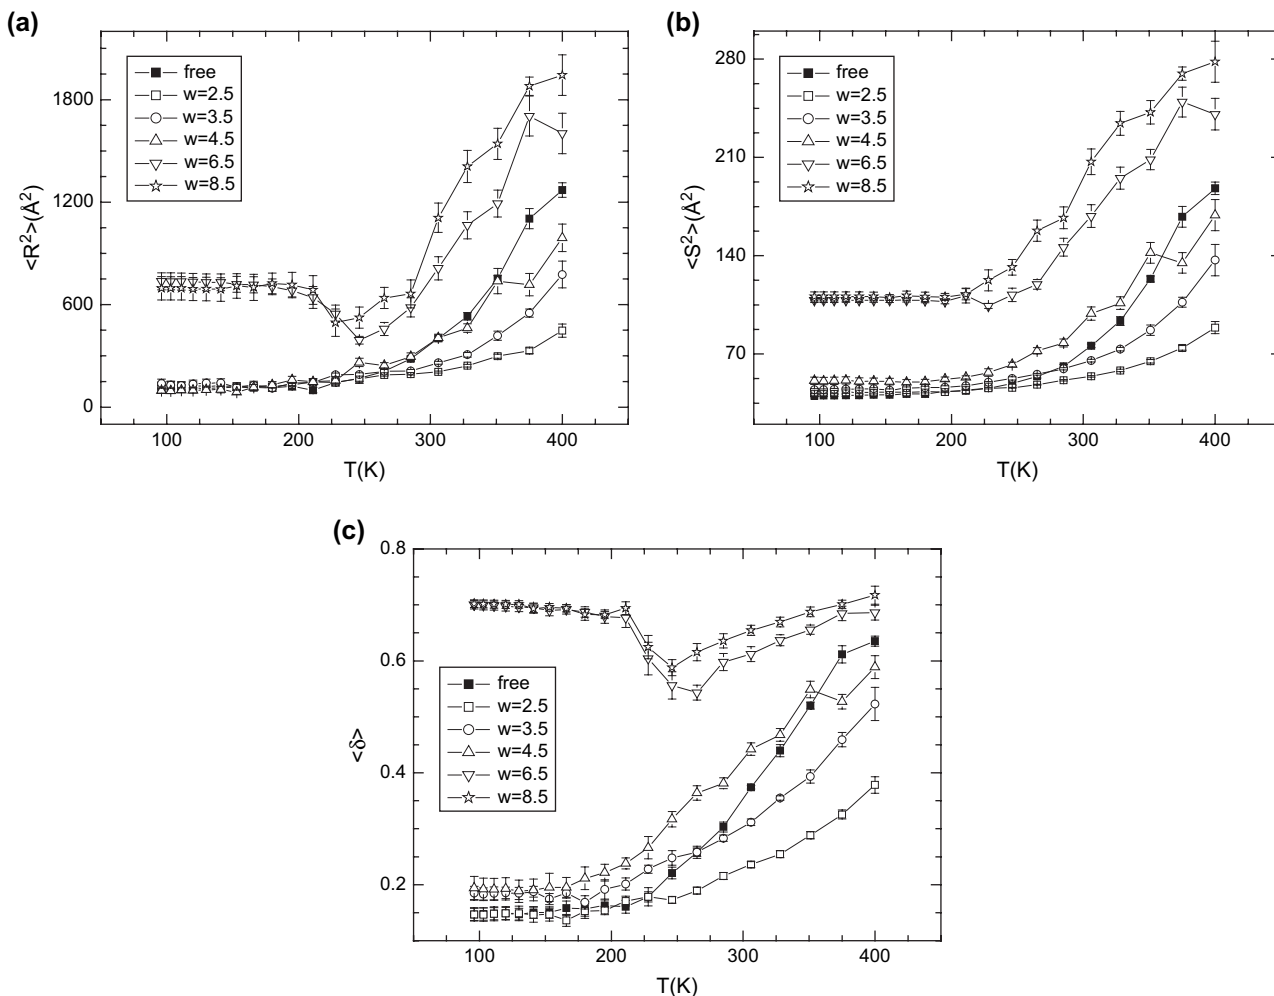 (a)
1800
1200
600
0
<R²>(Å²)
free
w=2.5
w=3.5
w=4.5
w=6.5
w=8.5
100
200
300
400
T(K)
(b)
280
210
140
70
<S²>(Å²)
free
w=2.5
w=3.5
w=4.5
w=6.5
w=8.5
100
200
300
400
T(K)
(c)
0.8
0.6
0.4
0.2
<δ>
free
w=2.5
w=3.5
w=4.5
w=6.5
w=8.5
100
200
300
400
T(K)